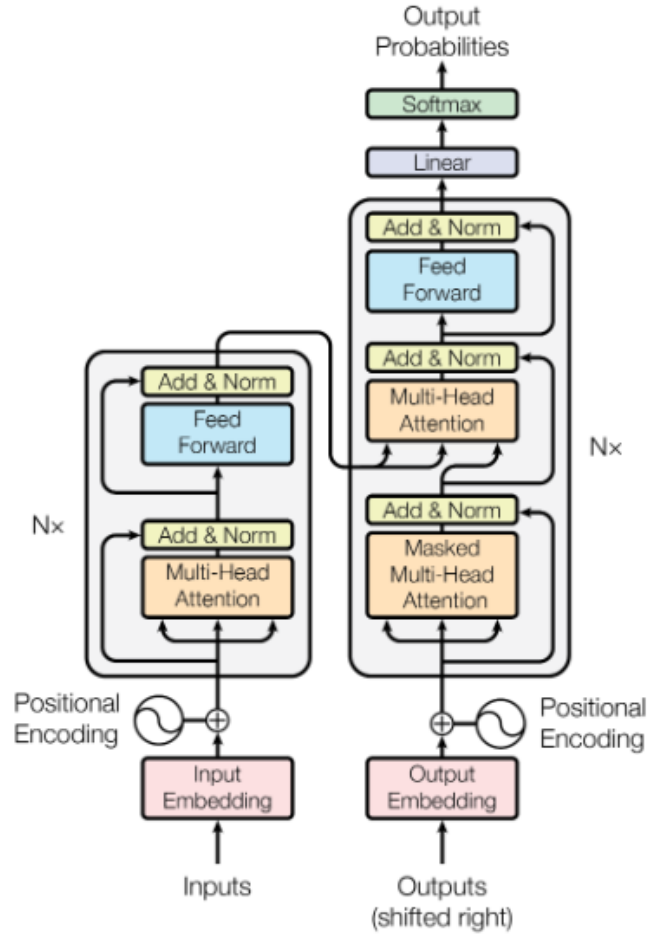 Output
Probabilities
Softmax
Linear
Add & Norm
Feed
Forward
Add & Norm
Multi-Head
Attention
Add & Norm
Masked
Multi-Head
Attention
N×
Add & Norm
Feed
Forward
Add & Norm
Multi-Head
Attention
N×
Positional
Encoding
Positional
Encoding
Input
Embedding
Output
Embedding
Inputs
Outputs
(shifted right)